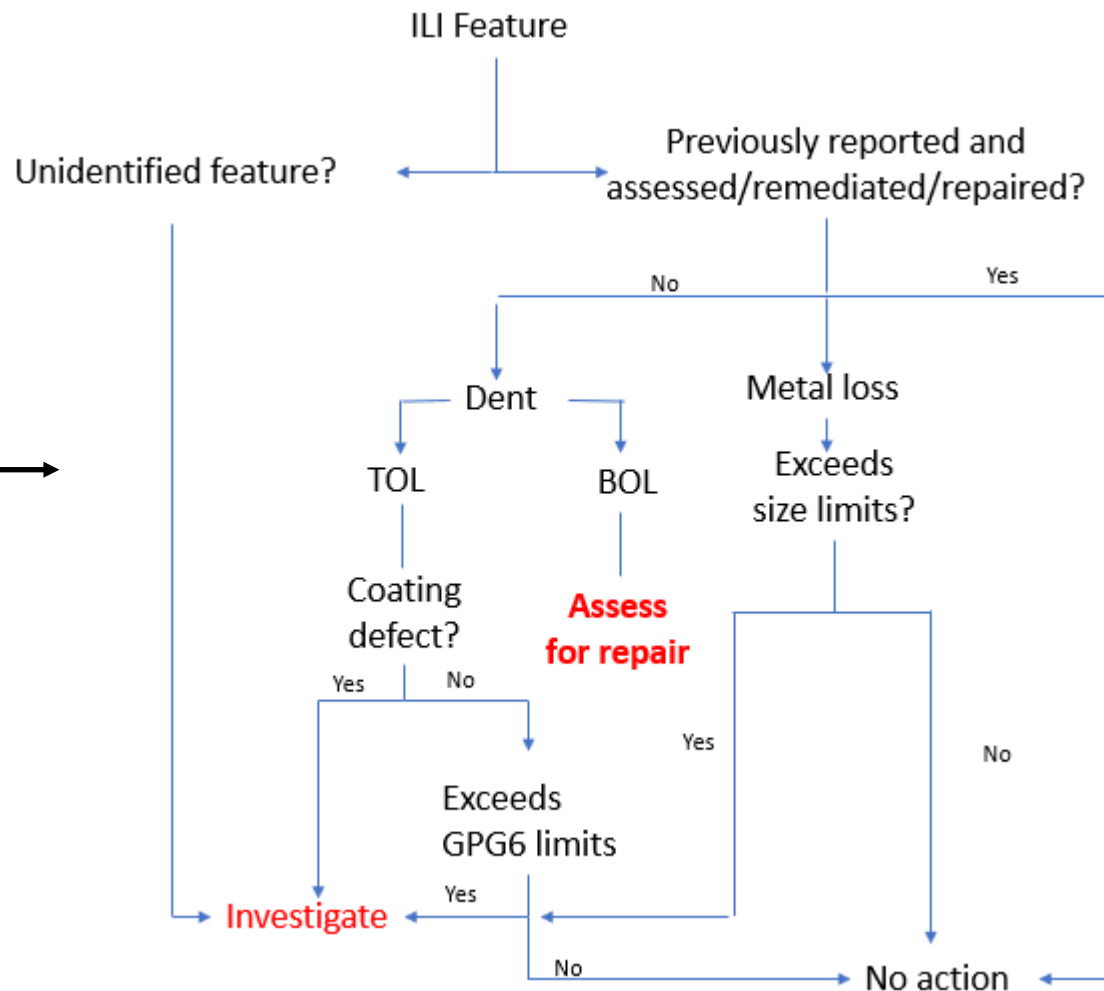 ILI Feature
Unidentified feature?
Previously reported and
assessed/remediated/repaired?
No
Yes
Dent
Metal loss
TOL
BOL
Exceeds
size limits?
Coating
defect?
Assess
for repair
Yes
No
Yes
No
Exceeds
GPG6 limits
Yes
Investigate
No
No action